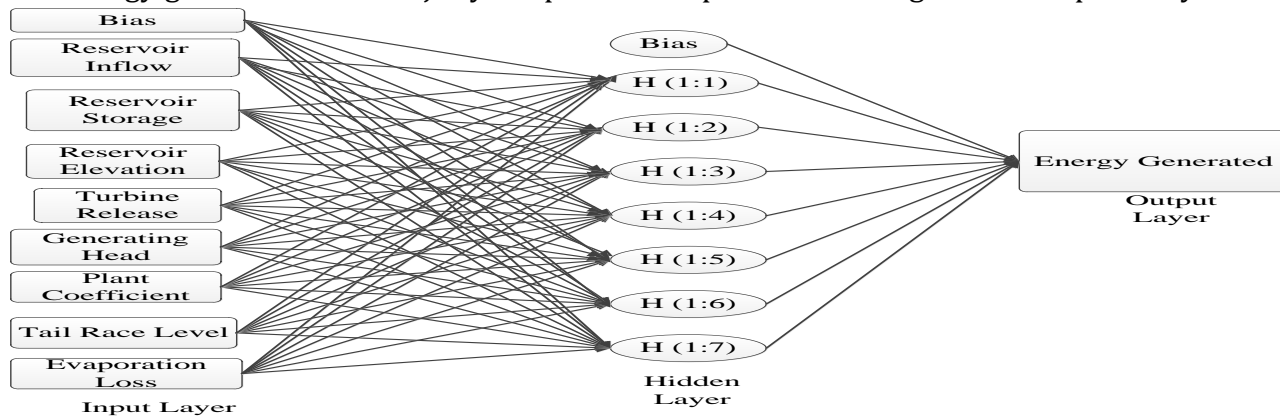 Bias
Reservoir
Inflow
Reservoir
Storage
Reservoir
Elevation
Turbine
Release
Generating
Head
Plant
Coefficient
Tail Race Level
Evaporation
Loss
Input Layer
Bias
H (1:1)
H (1:2)
H (1:3)
H (1:4)
H (1:5)
H (1:6)
H (1:7)
Hidden
Layer
Energy Generated
Output
Layer